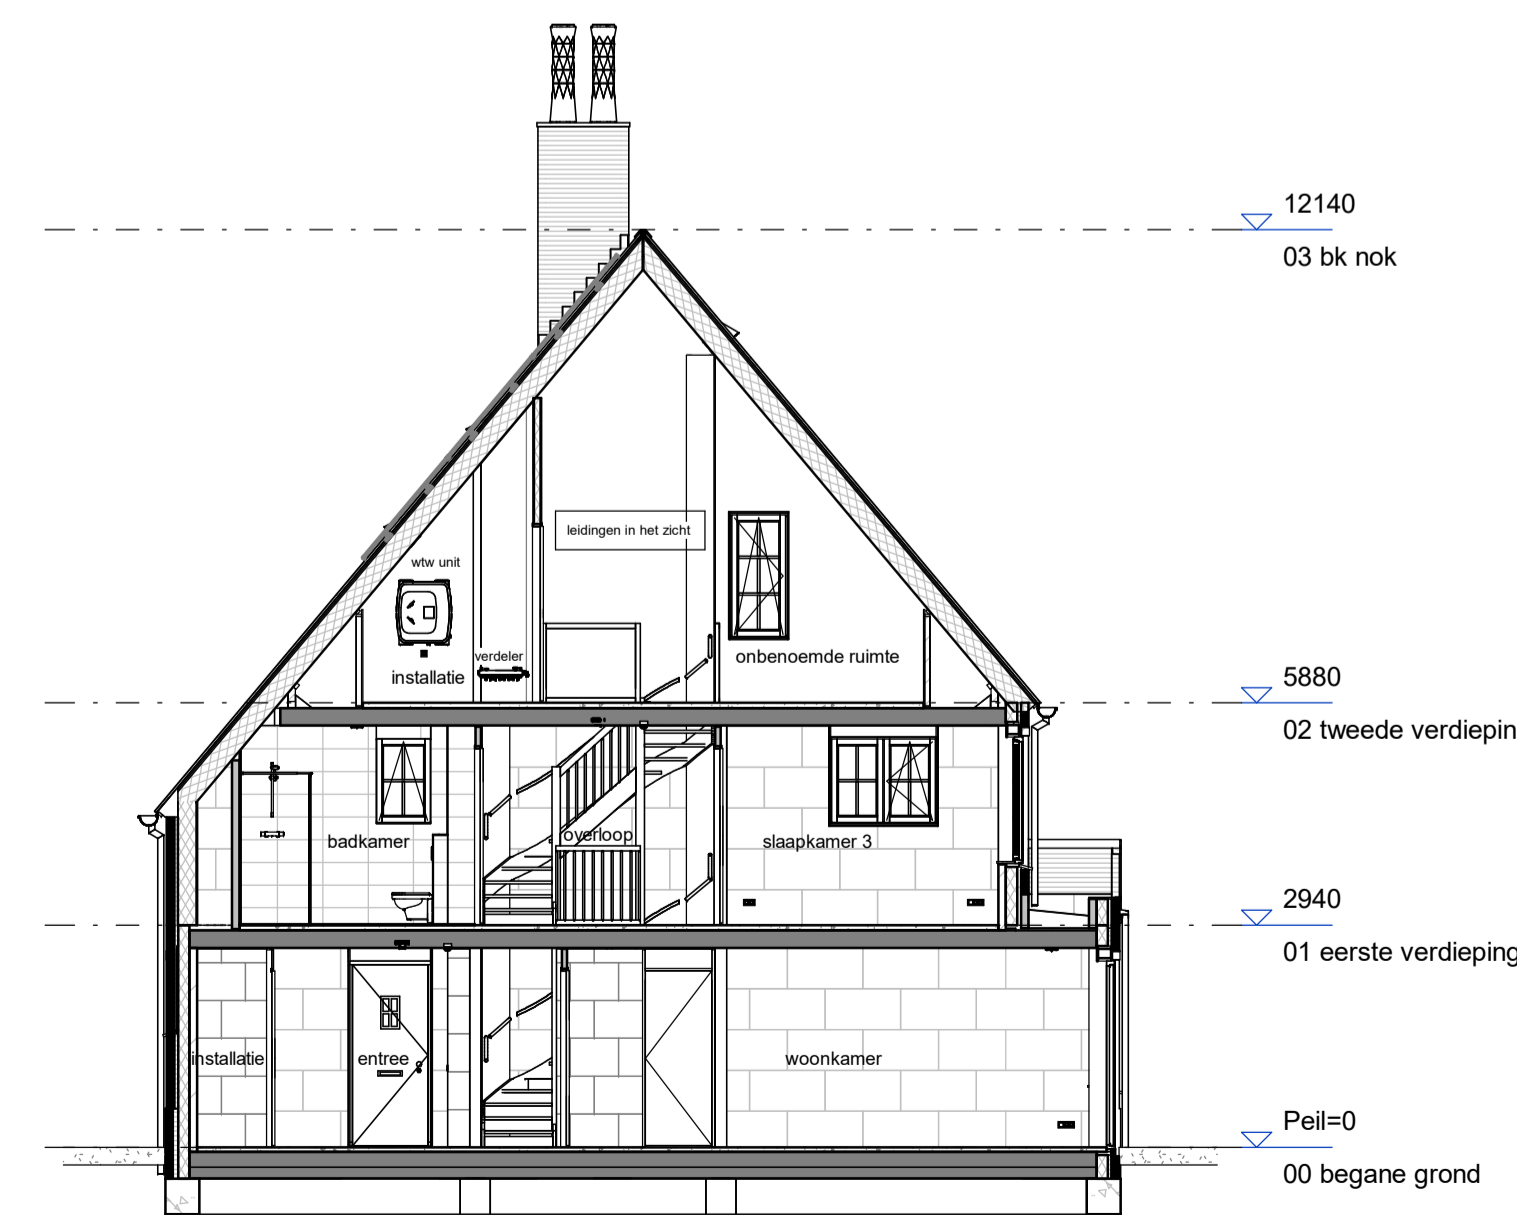 12140
03 bk nok
leidingen in het zicht
wtw unit
verdeler
onbenoemde ruimte
installatie
5880
02 tweede verdiepin
overloop
badkamer
slaapkamer 3
2940
01 eerste verdieping
installatie
entree
woonkamer
Peil=0
00 begane grond